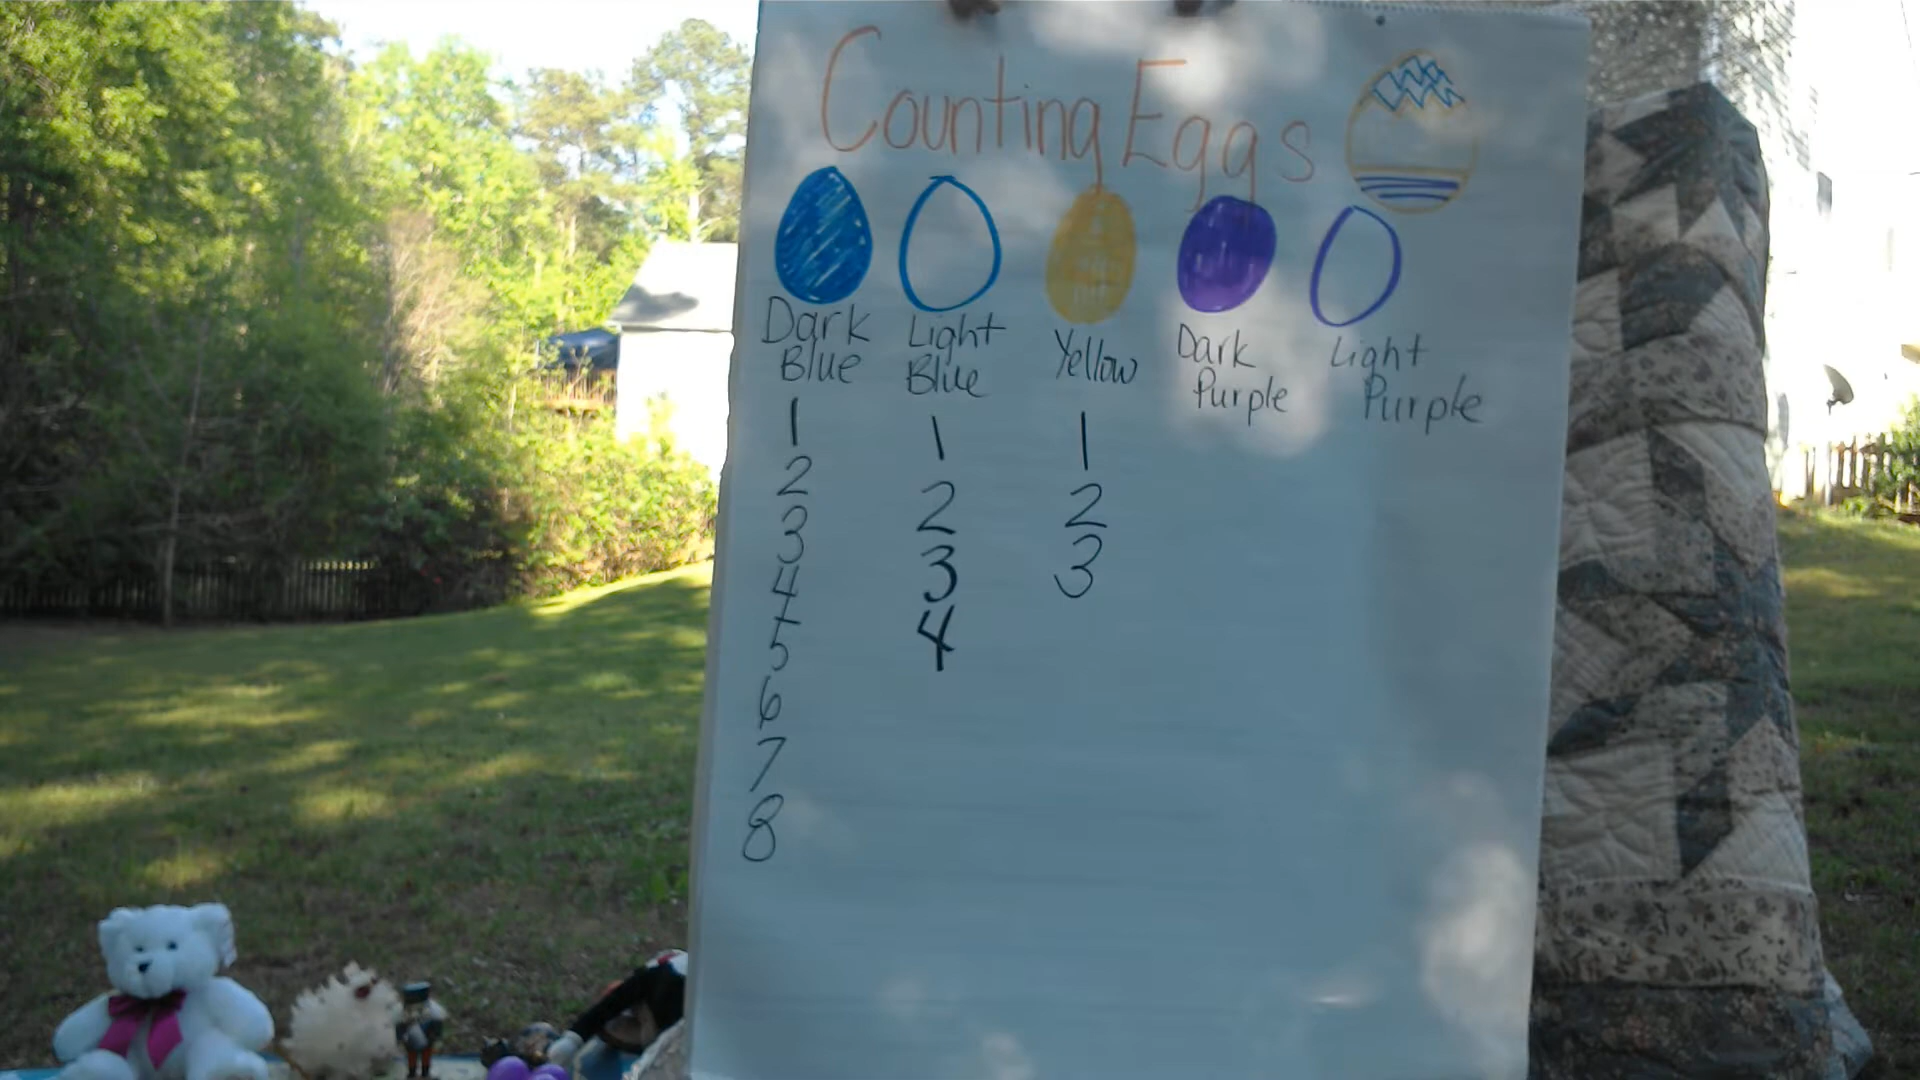 Counting Eggs
Dark Blue
Light Blue
Yellow
Dark Purple
Light Purple
1 1 1
2 2 2
3 3 3
4 4
5
6
7
8